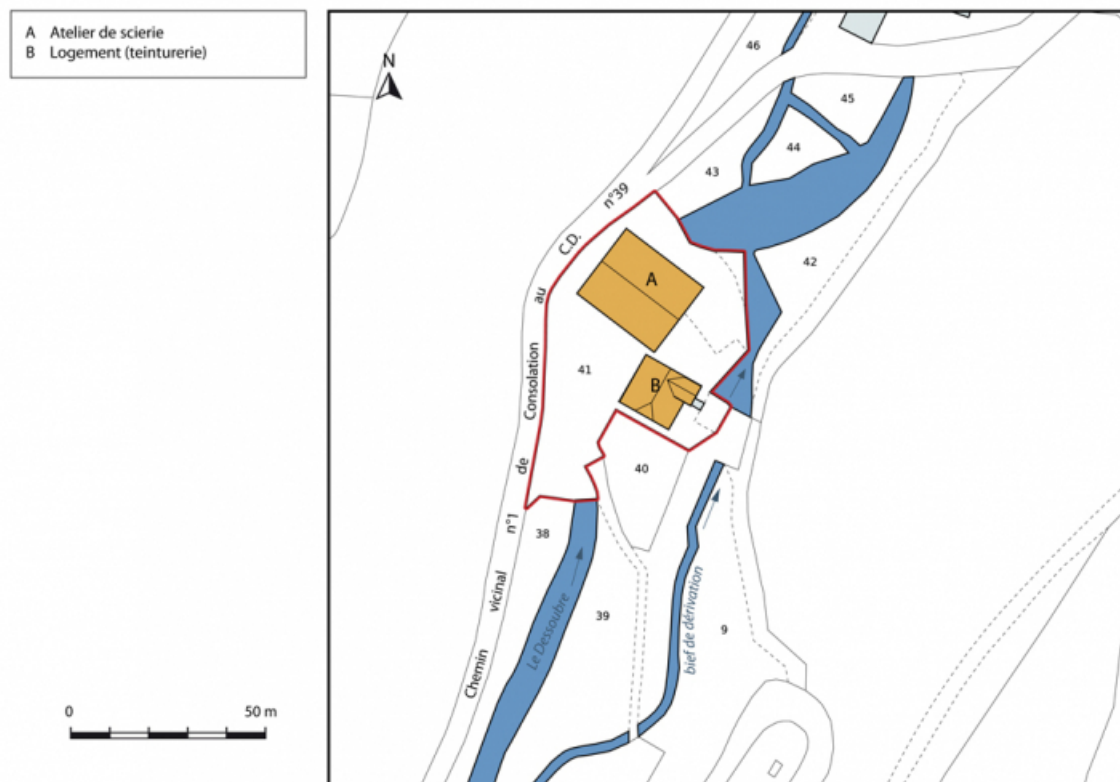 A Atelier de scierie
B Logement (teinturerie)
N
46
45
44
43
n°39
C.D.
42
A
au
41
B
Consolation
40
de
n°1
38
vicinal
Le Dessoubre
39
bief de dérivation
9
Chemin
0 50 m